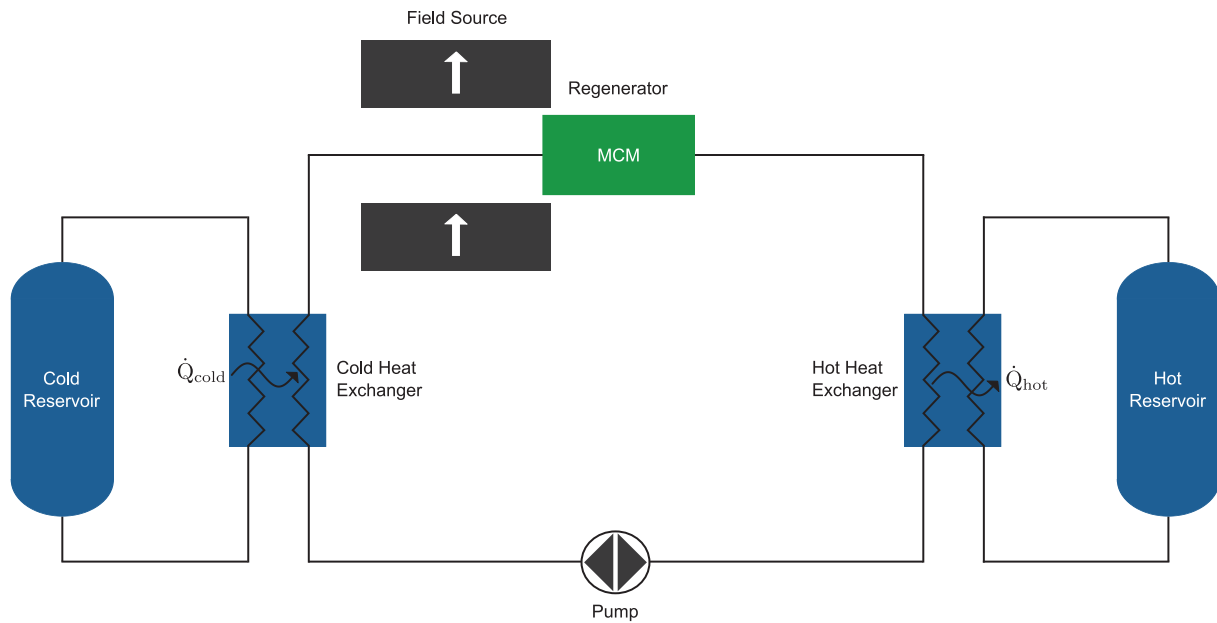 Field Source
Regenerator
MCM
Cold
Reservoir
Q̇cold
Cold Heat
Exchanger
Hot Heat
Exchanger
Q̇hot
Hot
Reservoir
Pump